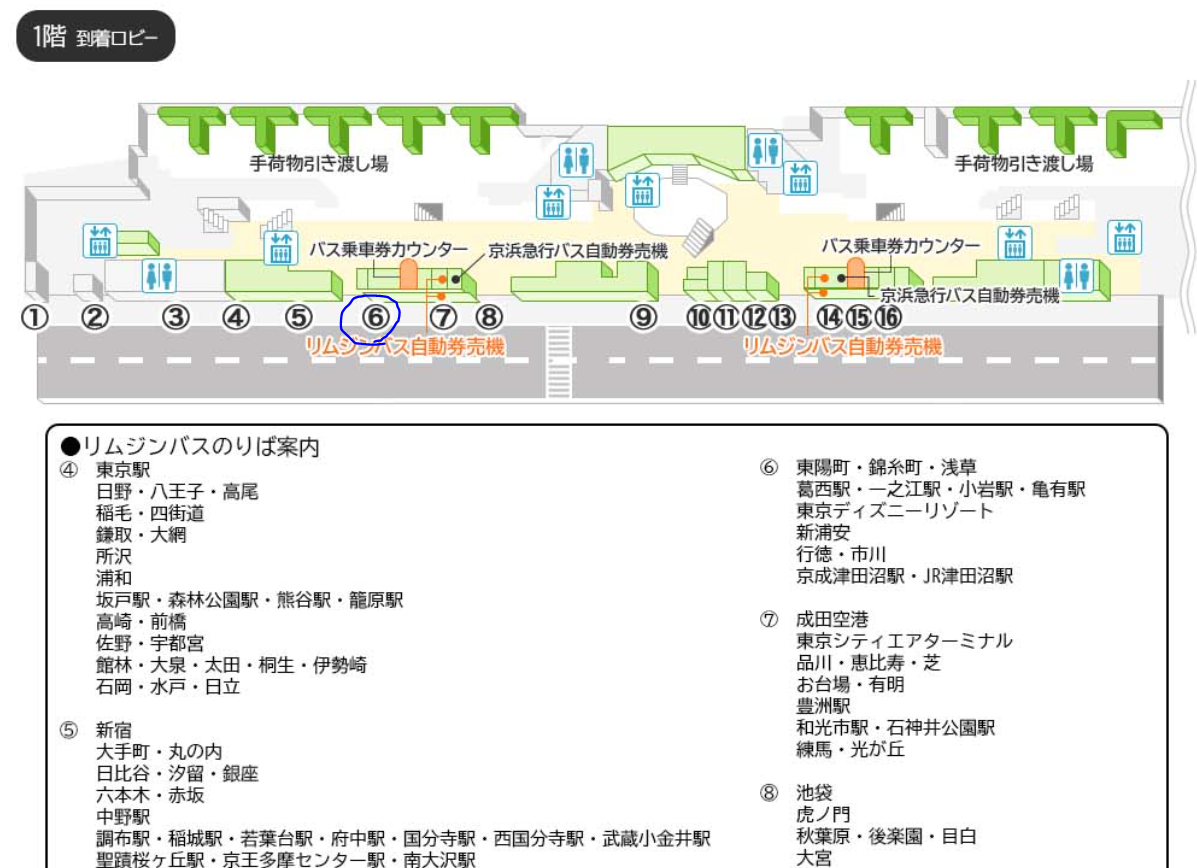 1階 到着ロビー
手荷物引き渡し場
手荷物引き渡し場
バス乗車券カウンター
京浜急行バス自動券売機
バス乗車券カウンター
京浜急行バス自動券売機
① ② ③ ④ ⑤ ⑥ ⑦ ⑧ ⑨ ⑩ ⑪ ⑫ ⑬ ⑭ ⑮ ⑯
リムジンバス自動券売機
リムジンバス自動券売機
●リムジンバスのりば案内
④ 東京駅
日野・八王子・高尾
稲毛・四街道
鎌取・大網
所沢
浦和
坂戸駅・森林公園駅・熊谷駅・籠原駅
高崎・前橋
佐野・宇都宮
館林・大泉・太田・桐生・伊勢崎
石岡・水戸・日立
⑤ 新宿
大手町・丸の内
日比谷・汐留・銀座
六本木・赤坂
中野駅
調布駅・稲城駅・若葉台駅・府中駅・国分寺駅・西国分寺駅・武蔵小金井駅
聖蹟桜ヶ丘駅・京王多摩センター駅・南大沢駅
⑥ 東陽町・錦糸町・浅草
葛西駅・一之江駅・小岩駅・亀有駅
東京ディズニーリゾート
新浦安
行徳・市川
京成津田沼駅・JR津田沼駅
⑦ 成田空港
東京シティエアターミナル
品川・恵比寿・芝
お台場・有明
豊洲駅
和光市駅・石神井公園駅
練馬・光が丘
⑧ 池袋
虎ノ門
秋葉原・後楽園・目白
大宮